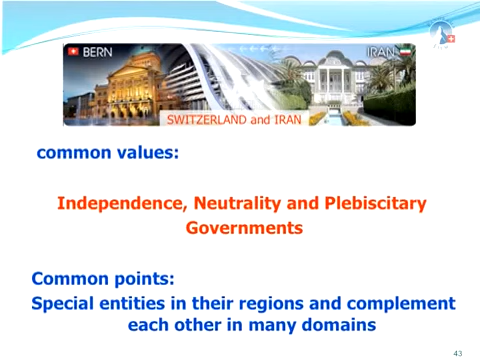 BERN
IRAN
SWITZERLAND and IRAN
common values:
Independence, Neutrality and Plebiscitary
Governments
Common points:
Special entities in their regions and complement
each other in many domains
43